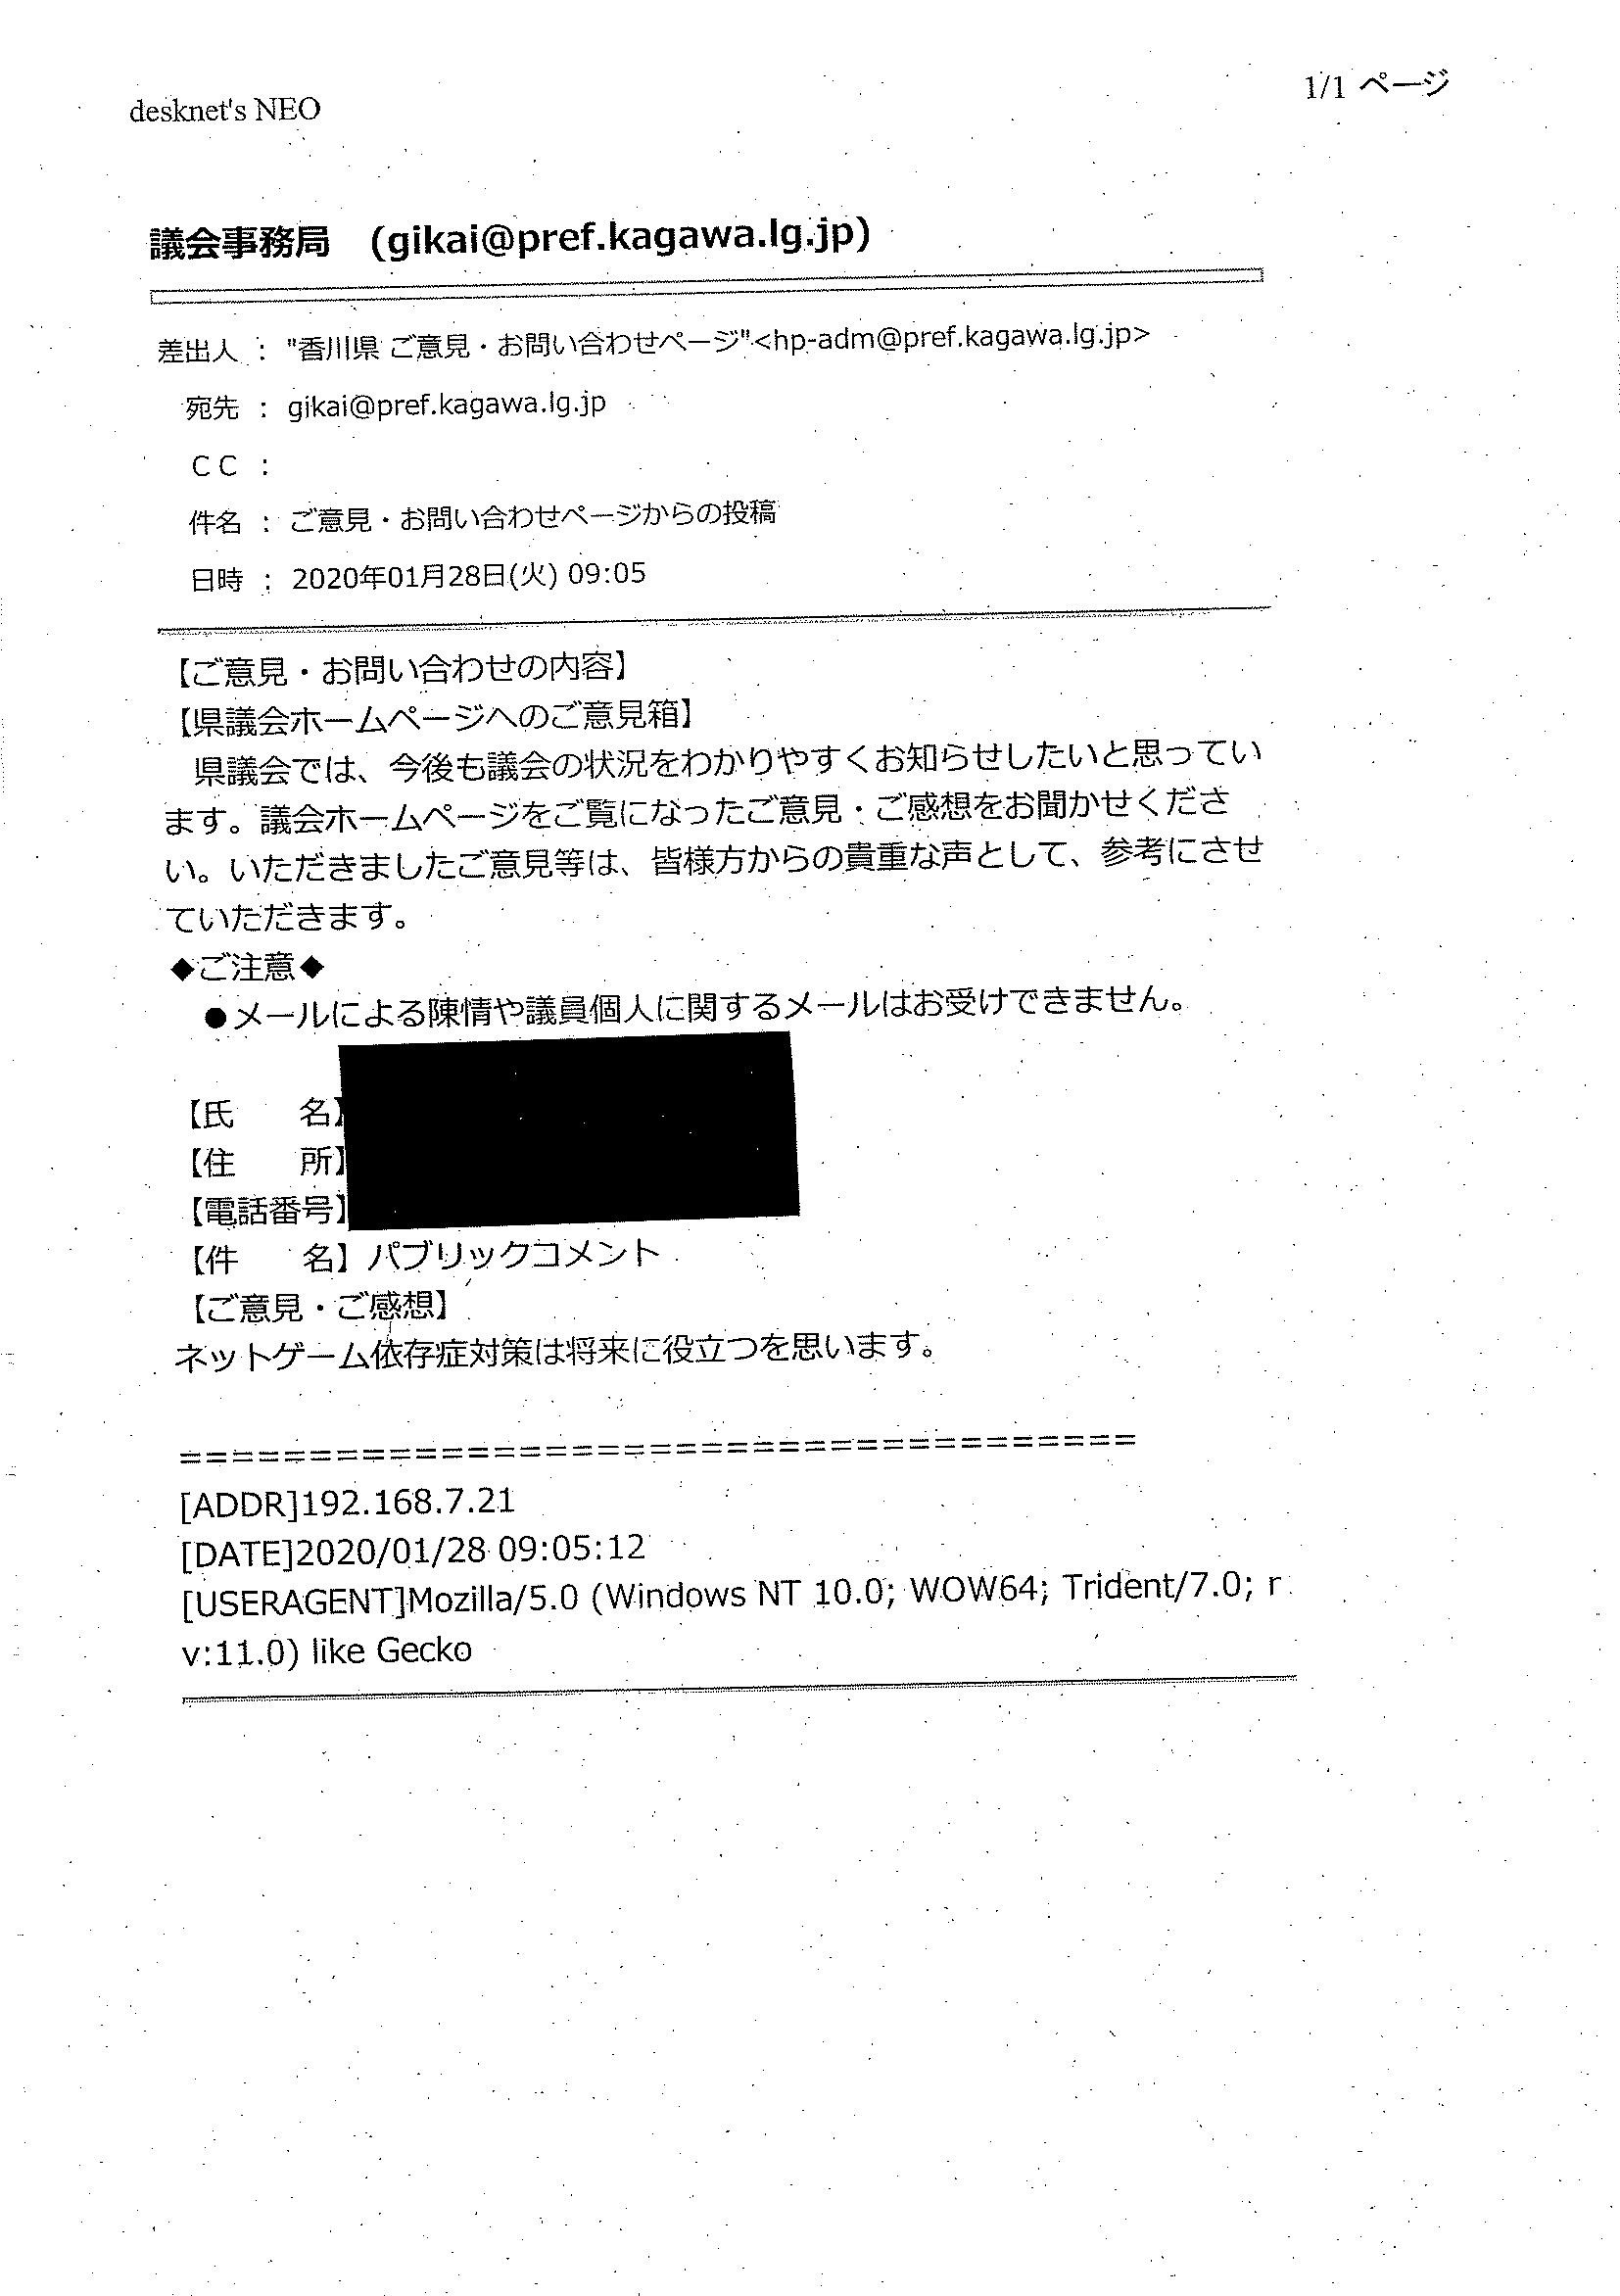 desknet's NEO
1/1 ページ
議会事務局　(gikai@pref.kagawa.lg.jp)
差出人 : "香川県 ご意見・お問い合わせページ"<hp-adm@pref.kagawa.lg.jp>
宛先 : gikai@pref.kagawa.lg.jp
ＣＣ :
件名 : ご意見・お問い合わせページからの投稿
日時 : 2020年01月28日(火) 09:05
【ご意見・お問い合わせの内容】
【県議会ホームページへのご意見箱】
　県議会では、今後も議会の状況をわかりやすくお知らせしたいと思ってい
ます。議会ホームページをご覧になったご意見・ご感想をお聞かせくださ
い。いただきましたご意見等は、皆様方からの貴重な声として、参考にさせ
ていただきます。
◆ご注意◆
　●メールによる陳情や議員個人に関するメールはお受けできません。
【氏　　名】
【住　　所】
【電話番号】
【件　　名】パブリックコメント
【ご意見・ご感想】
ネットゲーム依存症対策は将来に役立つを思います。
=====================================
[ADDR]192.168.7.21
[DATE]2020/01/28 09:05:12
[USERAGENT]Mozilla/5.0 (Windows NT 10.0; WOW64; Trident/7.0; r
v:11.0) like Gecko